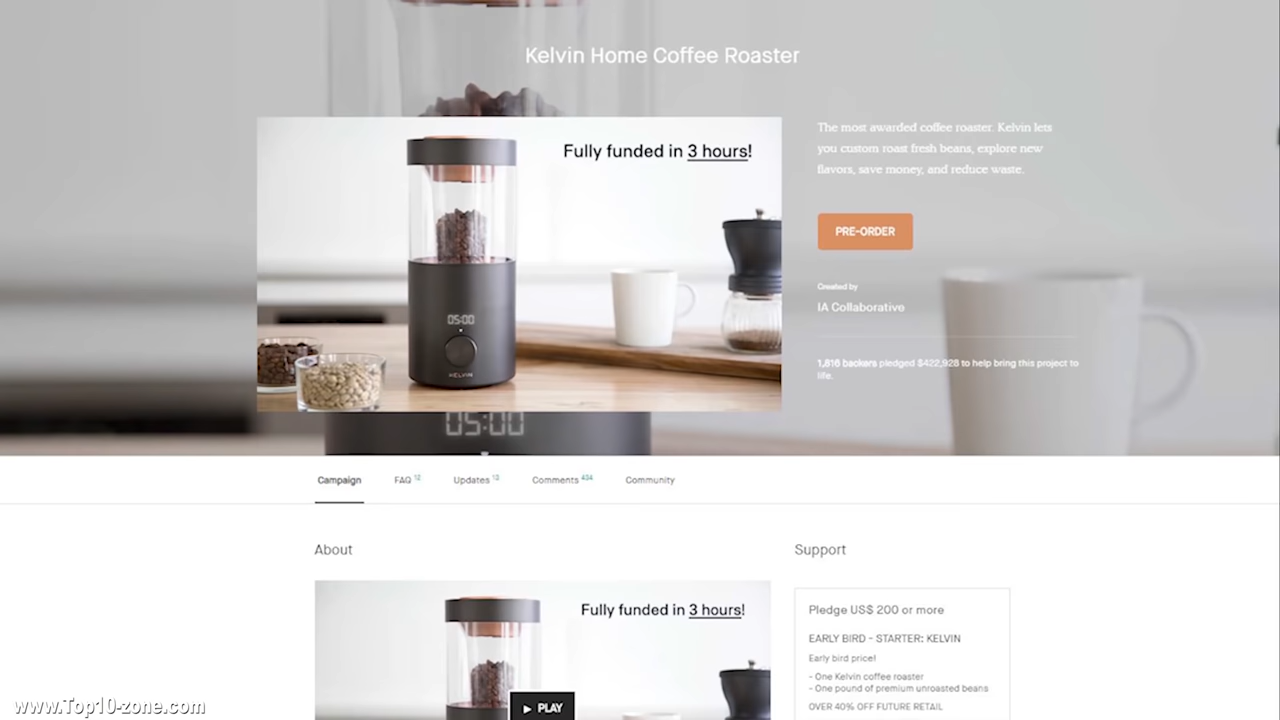 Kelvin Home Coffee Roaster
Fully funded in 3 hours!
05:00
KELVIN
The most awarded coffee roaster. Kelvin lets
you custom roast fresh beans, explore new
flavors, save money, and reduce waste.
PRE-ORDER
Created by
IA Collaborative
1,816 backers pledged $422,928 to help bring this project to
life.
05:00
Campaign
FAQ 12
Updates 13
Comments 434
Community
About
Support
Fully funded in 3 hours!
PLAY
Pledge US$ 200 or more
EARLY BIRD - STARTER: KELVIN
Early bird price!
- One Kelvin coffee roaster
- One pound of premium unroasted beans
OVER 40% OFF FUTURE RETAIL
www.Top10-zone.com